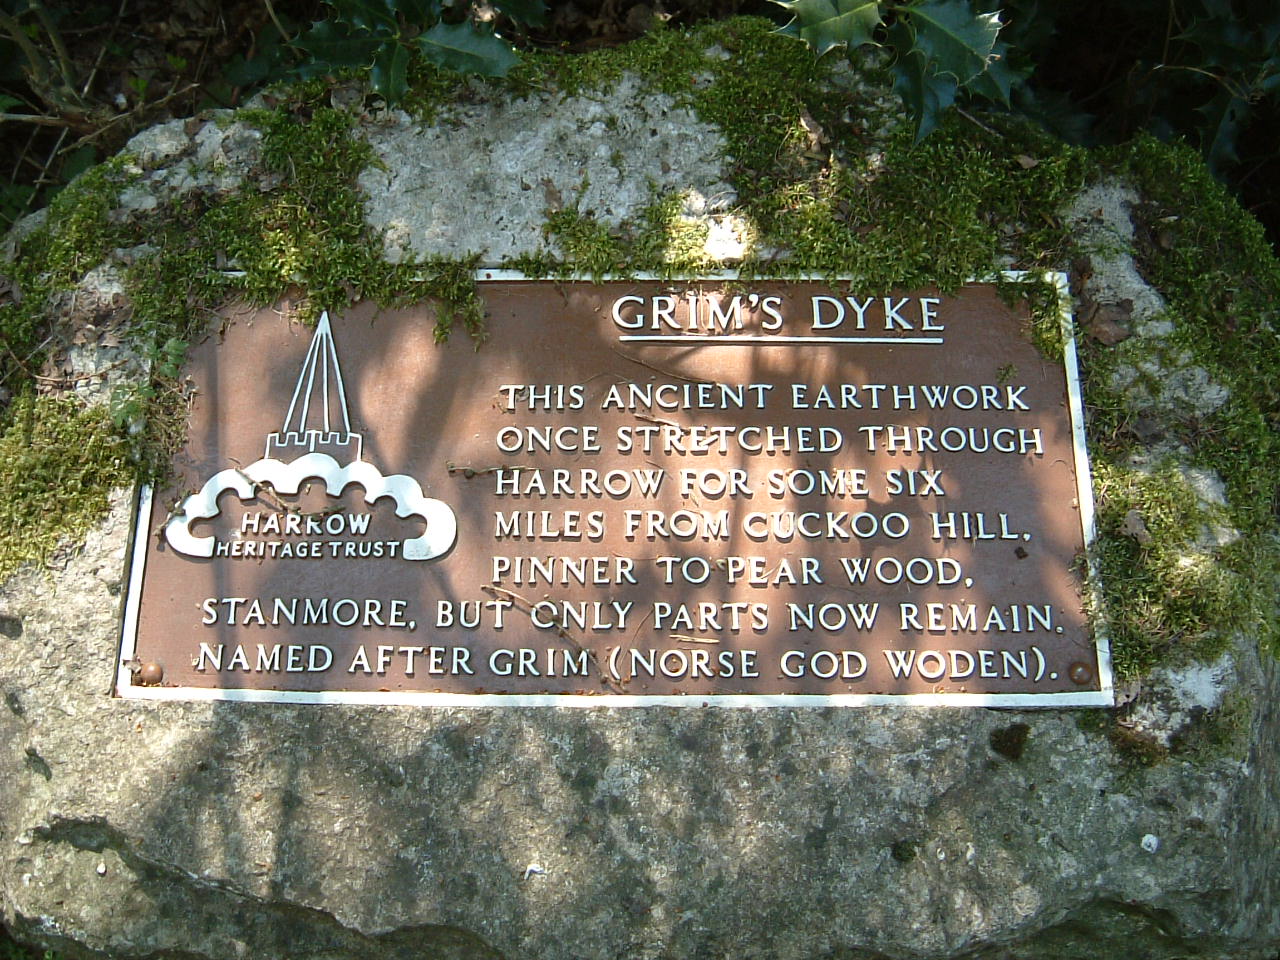 GRIM'S DYKE
THIS ANCIENT EARTHWORK
ONCE STRETCHED THROUGH
HARROW FOR SOME SIX
MILES FROM CUCKOO HILL,
PINNER TO PEAR WOOD,
STANMORE, BUT ONLY PARTS NOW REMAIN.
NAMED AFTER GRIM (NORSE GOD WODEN).
HARROW
HERITAGE TRUST